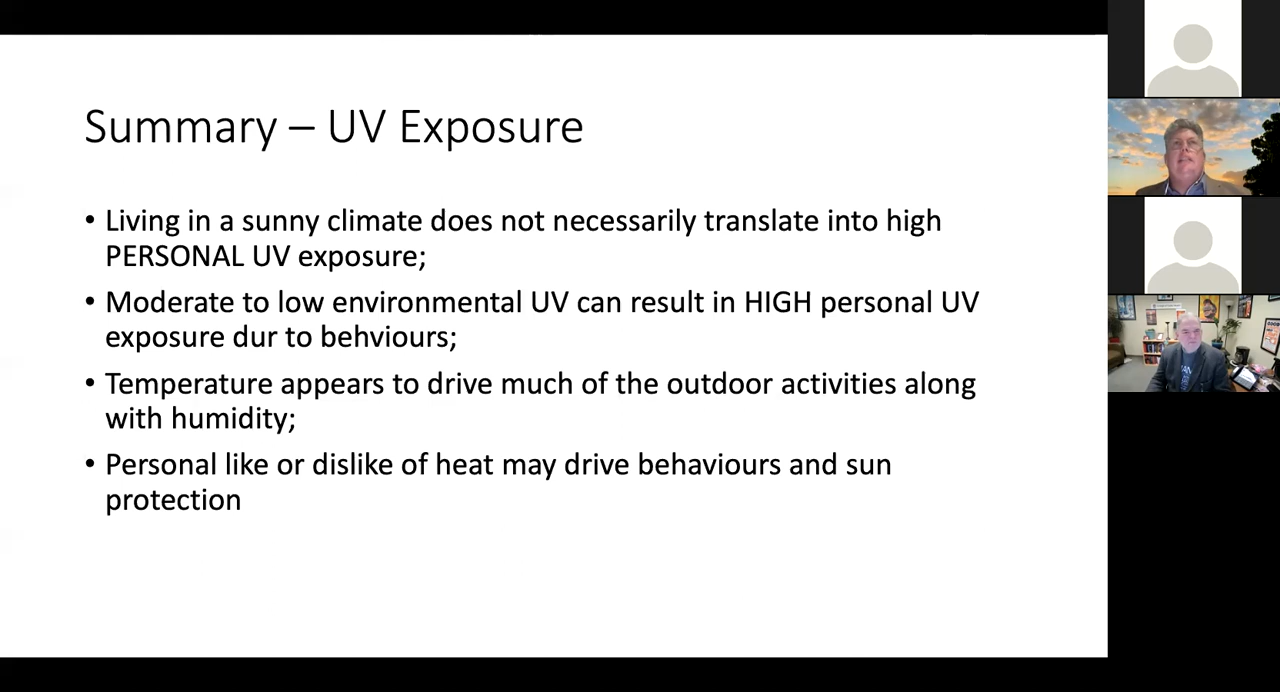 Summary – UV Exposure
• Living in a sunny climate does not necessarily translate into high
PERSONAL UV exposure;
• Moderate to low environmental UV can result in HIGH personal UV
exposure dur to behviours;
• Temperature appears to drive much of the outdoor activities along
with humidity;
• Personal like or dislike of heat may drive behaviours and sun
protection